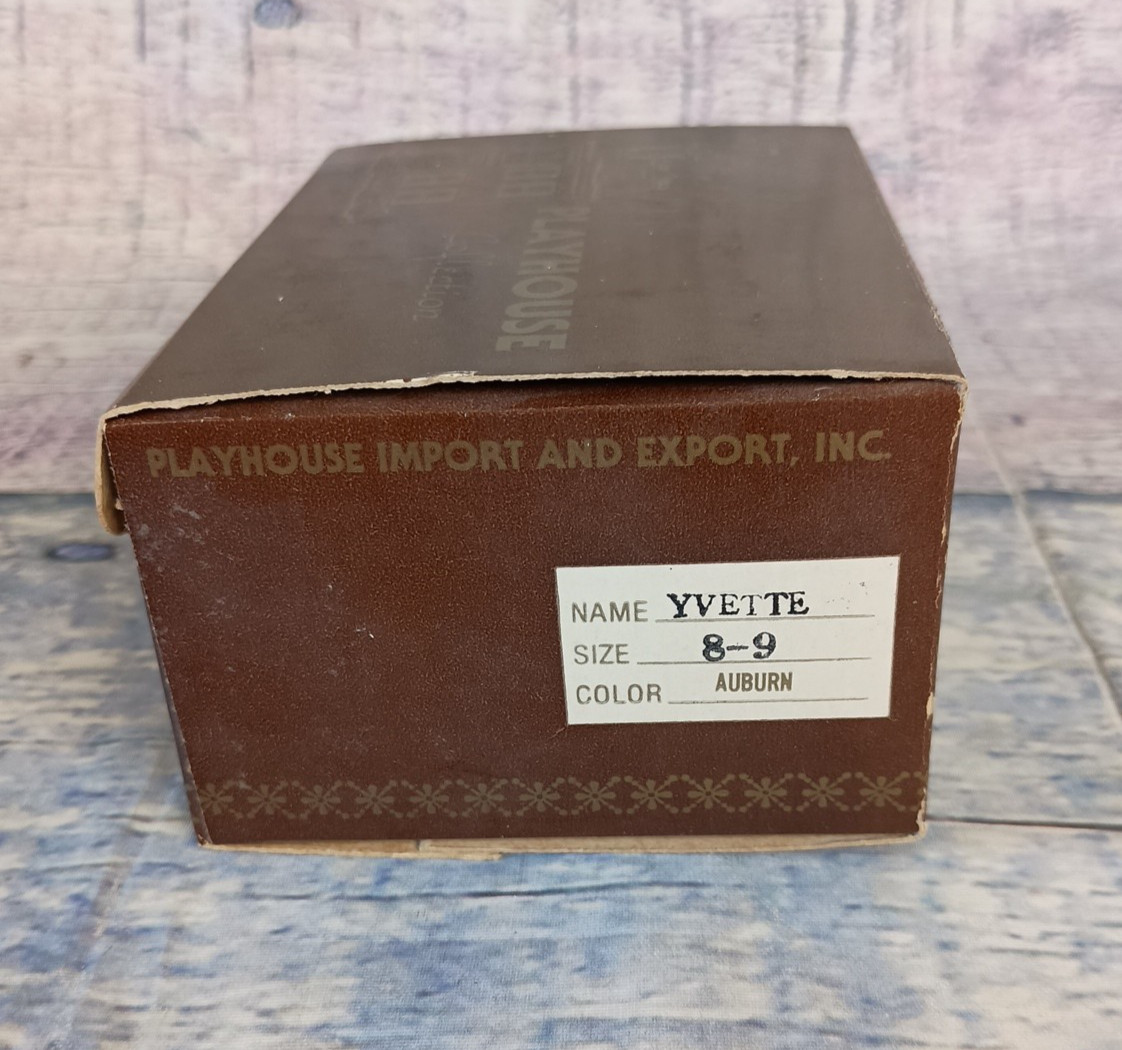 PLAYHOUSE
PLAYHOUSE IMPORT AND EXPORT, INC.
NAME YVETTE
SIZE 8-9
COLOR AUBURN